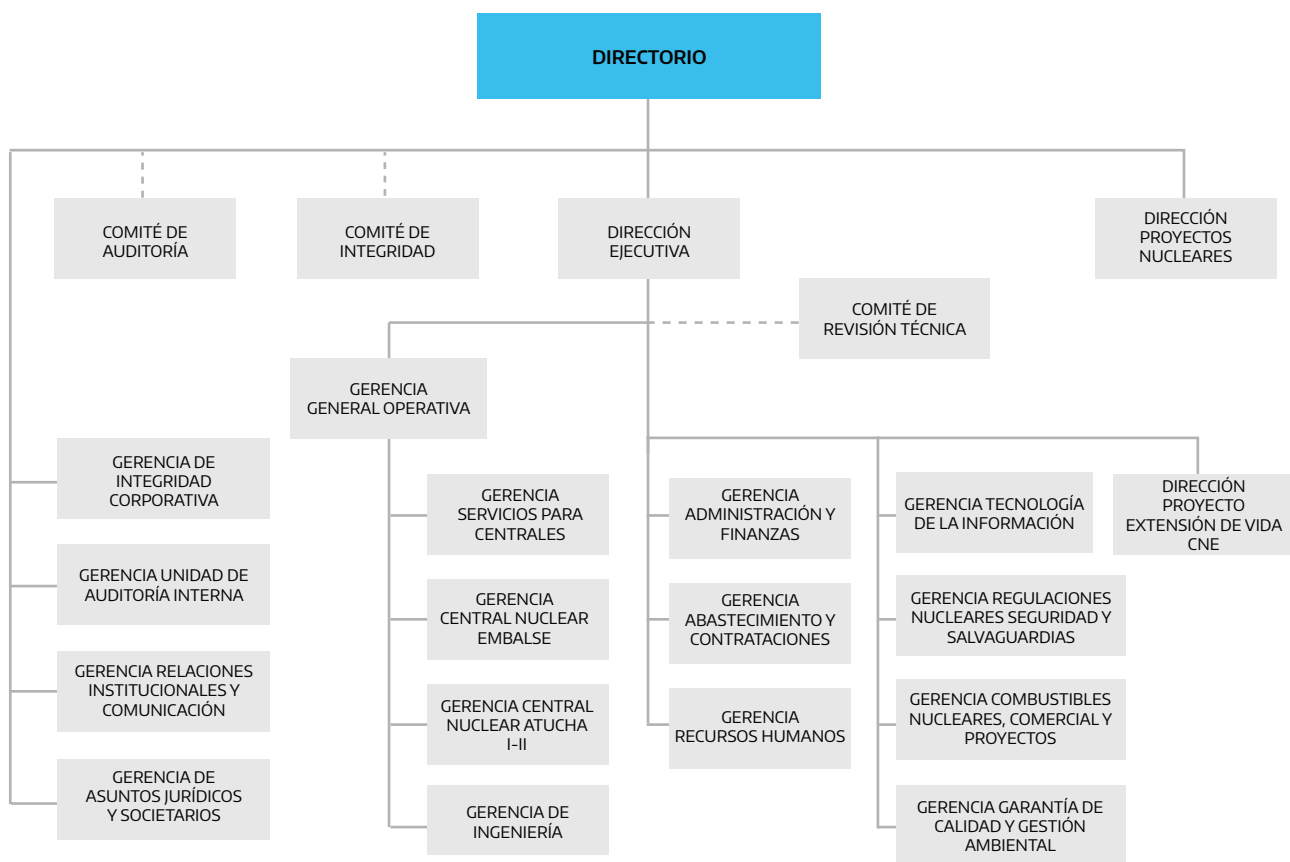 DIRECTORIO
COMITÉ DE
AUDITORÍA
COMITÉ DE
INTEGRIDAD
DIRECCIÓN
EJECUTIVA
DIRECCIÓN
PROYECTOS
NUCLEARES
COMITÉ DE
REVISIÓN TÉCNICA
GERENCIA
GENERAL OPERATIVA
GERENCIA DE
INTEGRIDAD
CORPORATIVA
GERENCIA UNIDAD DE
AUDITORÍA INTERNA
GERENCIA RELACIONES
INSTITUCIONALES Y
COMUNICACIÓN
GERENCIA DE
ASUNTOS JURÍDICOS
Y SOCIETARIOS
GERENCIA
SERVICIOS PARA
CENTRALES
GERENCIA
CENTRAL NUCLEAR
EMBALSE
GERENCIA CENTRAL
NUCLEAR ATUCHA
I-II
GERENCIA DE
INGENIERÍA
GERENCIA
ADMINISTRACIÓN Y
FINANZAS
GERENCIA
ABASTECIMIENTO Y
CONTRATACIONES
GERENCIA
RECURSOS HUMANOS
GERENCIA TECNOLOGÍA
DE LA INFORMACIÓN
GERENCIA REGULACIONES
NUCLEARES SEGURIDAD Y
SALVAGUARDIAS
GERENCIA COMBUSTIBLES
NUCLEARES, COMERCIAL Y
PROYECTOS
GERENCIA GARANTÍA DE
CALIDAD Y GESTIÓN
AMBIENTAL
DIRECCIÓN
PROYECTO
EXTENSIÓN DE VIDA
CNE